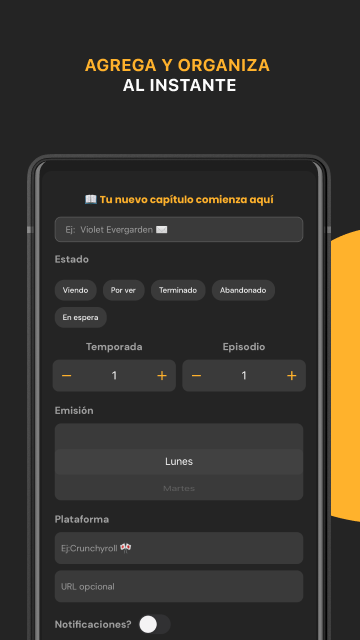 AGREGA Y ORGANIZA
AL INSTANTE
📖 Tu nuevo capítulo comienza aquí
Ej: Violet Evergarden ✉️
Estado
Viendo Por ver Terminado Abandonado
En espera
Temporada Episodio
− 1 + − 1 +
Emisión
Lunes
Martes
Plataforma
Ej:Crunchyroll 🎌
URL opcional
Notificaciones?